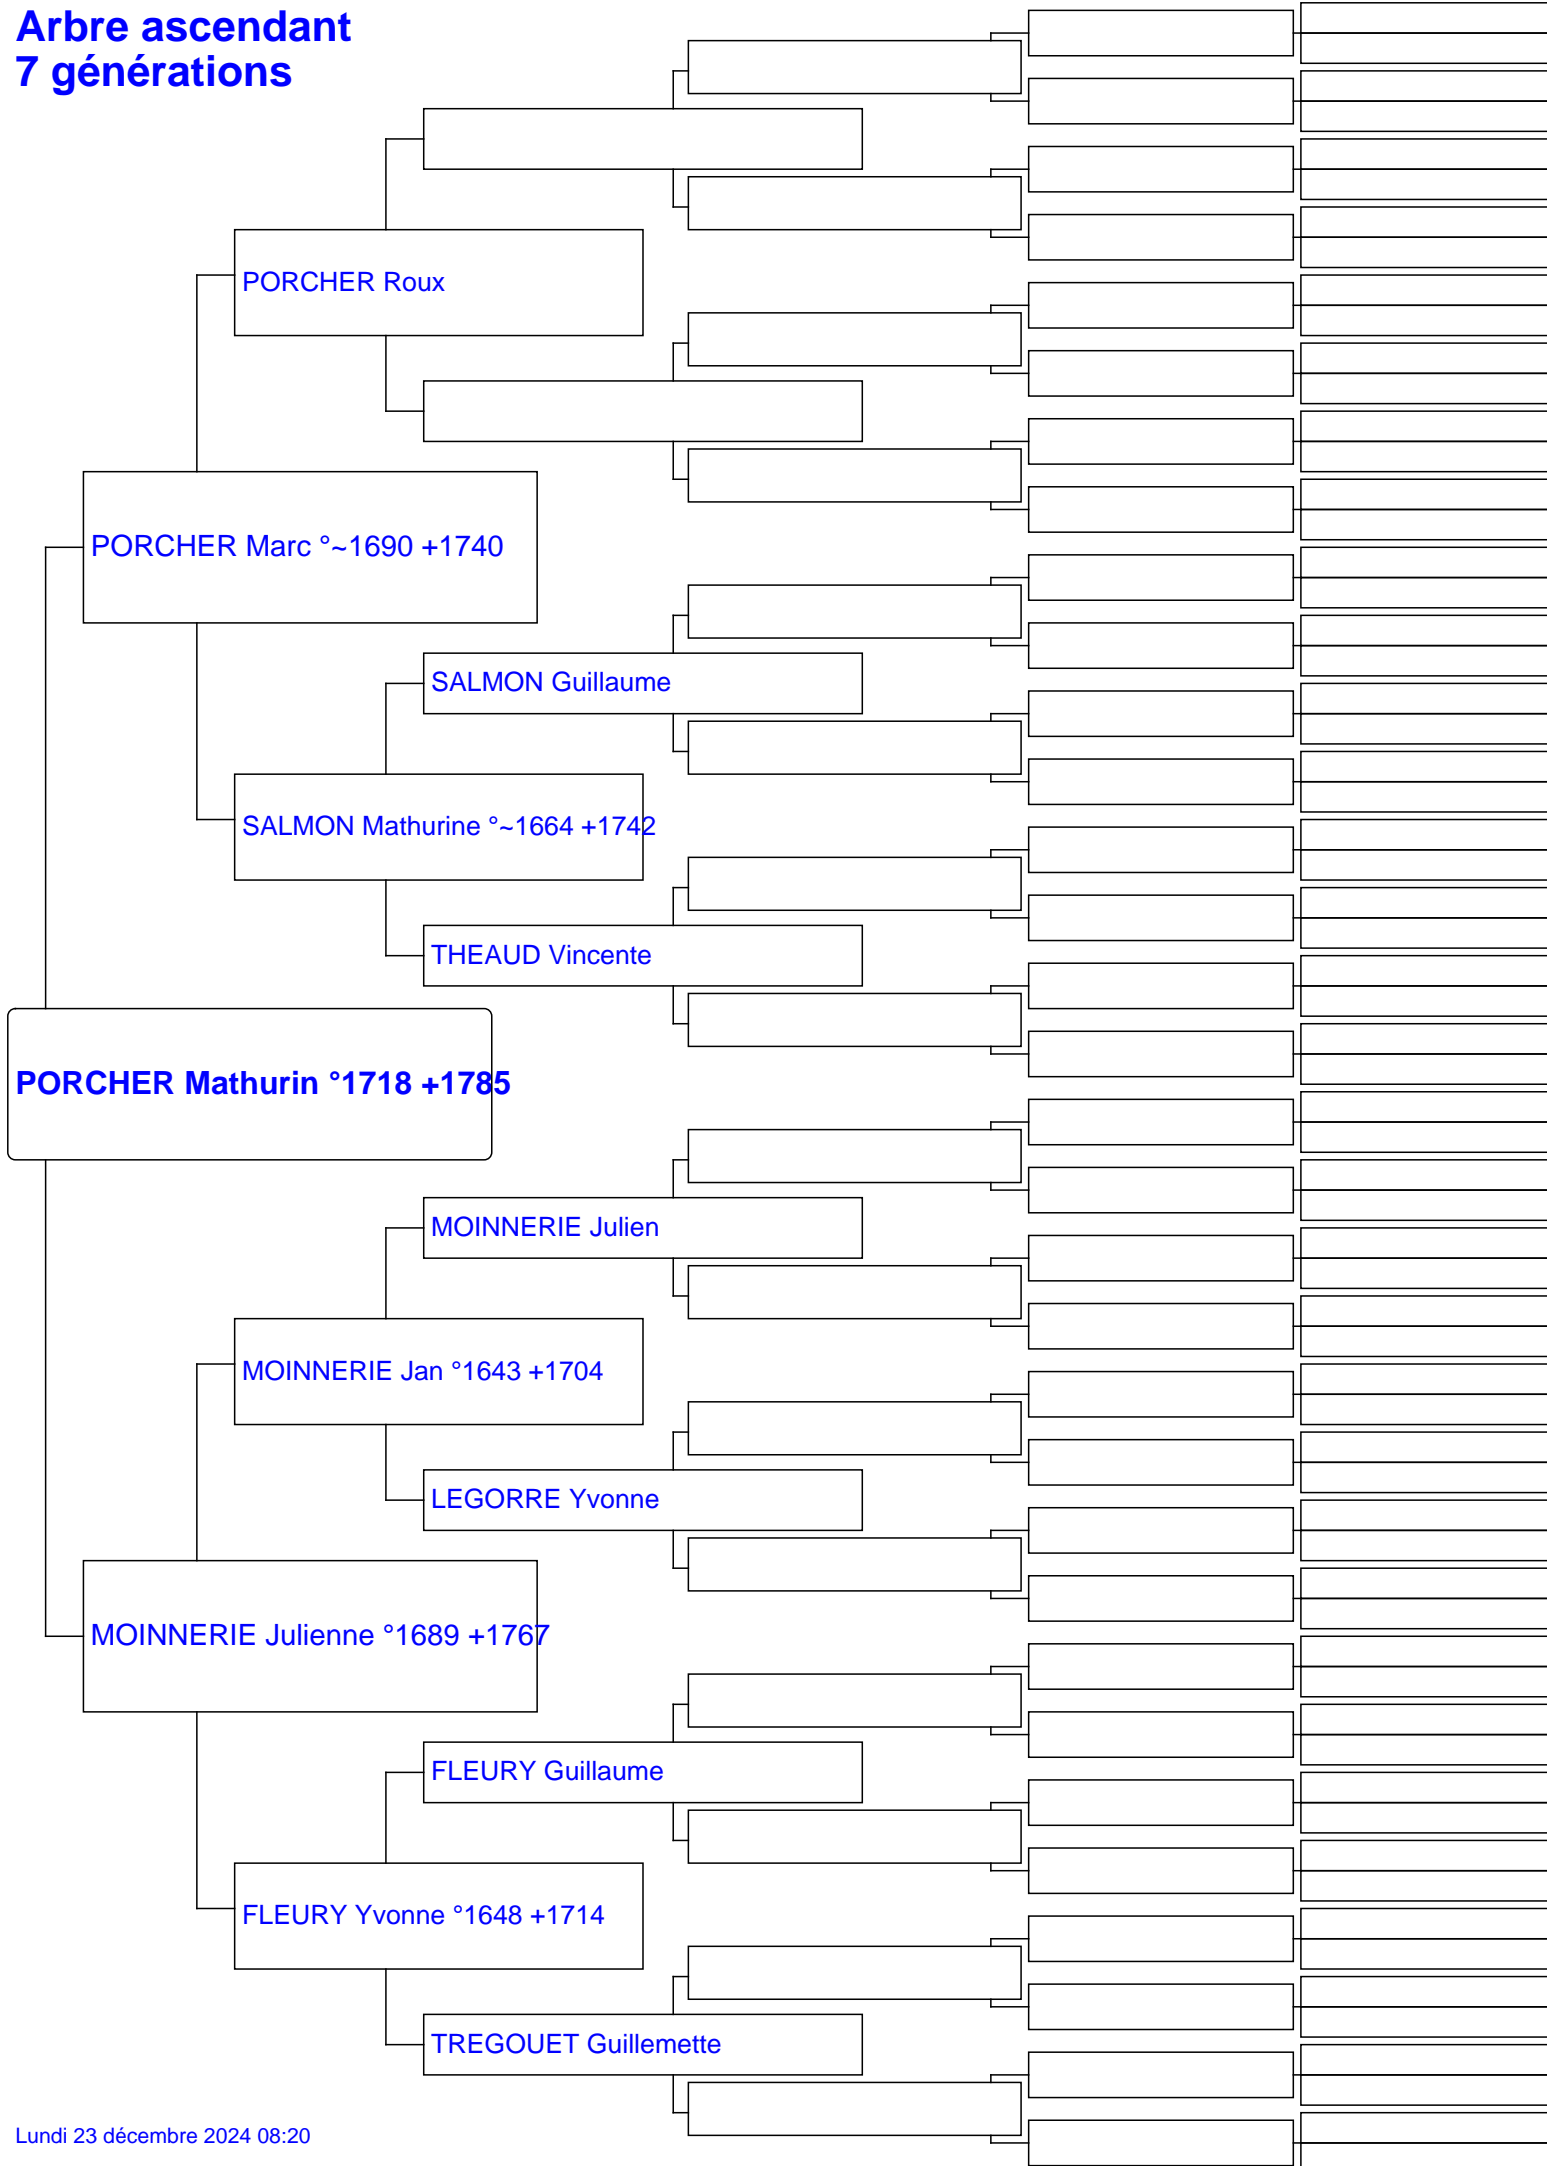 Arbre ascendant
7 générations
PORCHER Roux
PORCHER Marc °~1690 +1740
SALMON Guillaume
SALMON Mathurine °~1664 +1742
THEAUD Vincente
PORCHER Mathurin °1718 +1785
MOINNERIE Julien
MOINNERIE Jan °1643 +1704
LEGORRE Yvonne
MOINNERIE Julienne °1689 +1767
FLEURY Guillaume
FLEURY Yvonne °1648 +1714
TREGOUET Guillemette
Lundi 23 décembre 2024 08:20